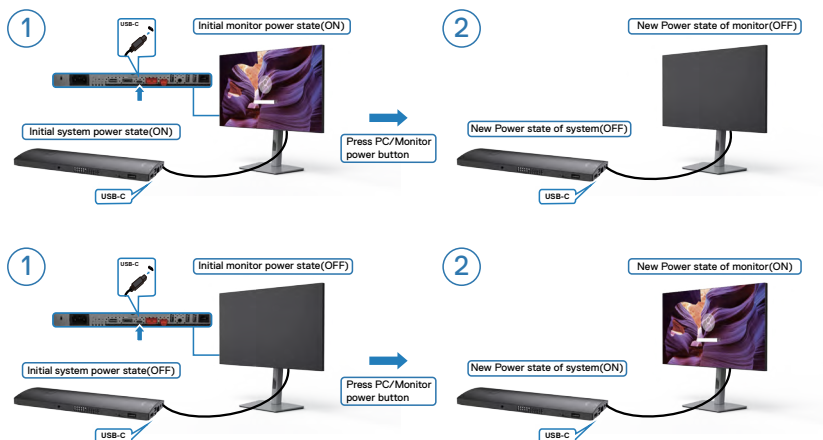 1
USB-C
Initial monitor power state(ON)
Initial system power state(ON)
USB-C
Press PC/Monitor
power button
2
New Power state of monitor(OFF)
New Power state of system(OFF)
USB-C
1
USB-C
Initial monitor power state(OFF)
Initial system power state(OFF)
USB-C
Press PC/Monitor
power button
2
New Power state of monitor(ON)
New Power state of system(ON)
USB-C